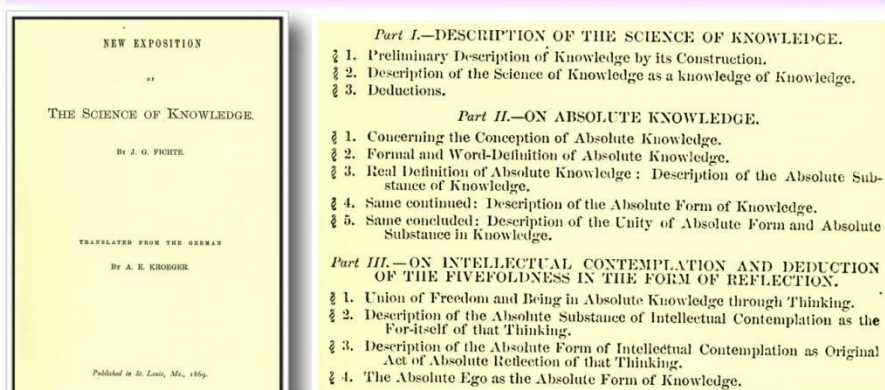 NEW EXPOSITION
OF
THE SCIENCE OF KNOWLEDGE.
BY J. G. FICHTE.
TRANSLATED FROM THE GERMAN
BY A. E. KROEGER.
Published in St. Louis, Mo., 1869.
Part I.—DESCRIPTION OF THE SCIENCE OF KNOWLEDGE.
§ 1. Preliminary Description of Knowledge by its Construction.
§ 2. Description of the Science of Knowledge as a knowledge of Knowledge.
§ 3. Deductions.
Part II.—ON ABSOLUTE KNOWLEDGE.
§ 1. Concerning the Conception of Absolute Knowledge.
§ 2. Formal and Word-Definition of Absolute Knowledge.
§ 3. Real Definition of Absolute Knowledge: Description of the Absolute Sub-
stance of Knowledge.
§ 4. Same continued: Description of the Absolute Form of Knowledge.
§ 5. Same concluded: Description of the Unity of Absolute Form and Absolute
Substance in Knowledge.
Part III.—ON INTELLECTUAL CONTEMPLATION AND DEDUCTION
OF THE FIVEFOLDNESS IN THE FORM OF REFLECTION.
§ 1. Union of Freedom and Being in Absolute Knowledge through Thinking.
§ 2. Description of the Absolute Substance of Intellectual Contemplation as the
For-itself of that Thinking.
§ 3. Description of the Absolute Form of Intellectual Contemplation as Original
Act of Absolute Reflection of that Thinking.
§ 4. The Absolute Ego as the Absolute Form of Knowledge.